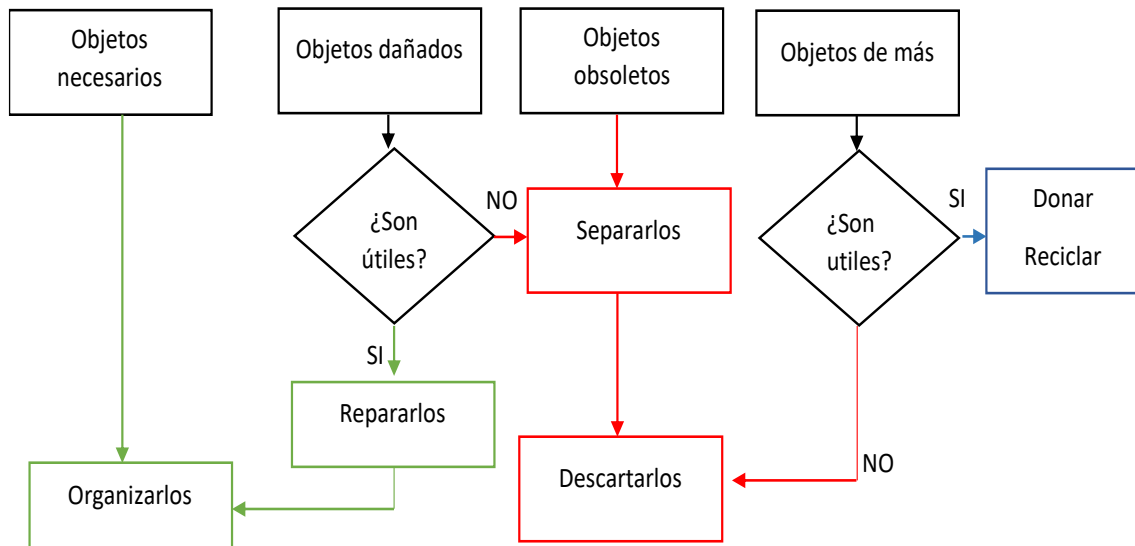 Objetos
necesarios
Objetos dañados
Objetos
obsoletos
Objetos de más
¿Son
útiles?
NO
Separarlos
¿Son
utiles?
SI
Donar
Reciclar
SI
Repararlos
Organizarlos
Descartarlos
NO